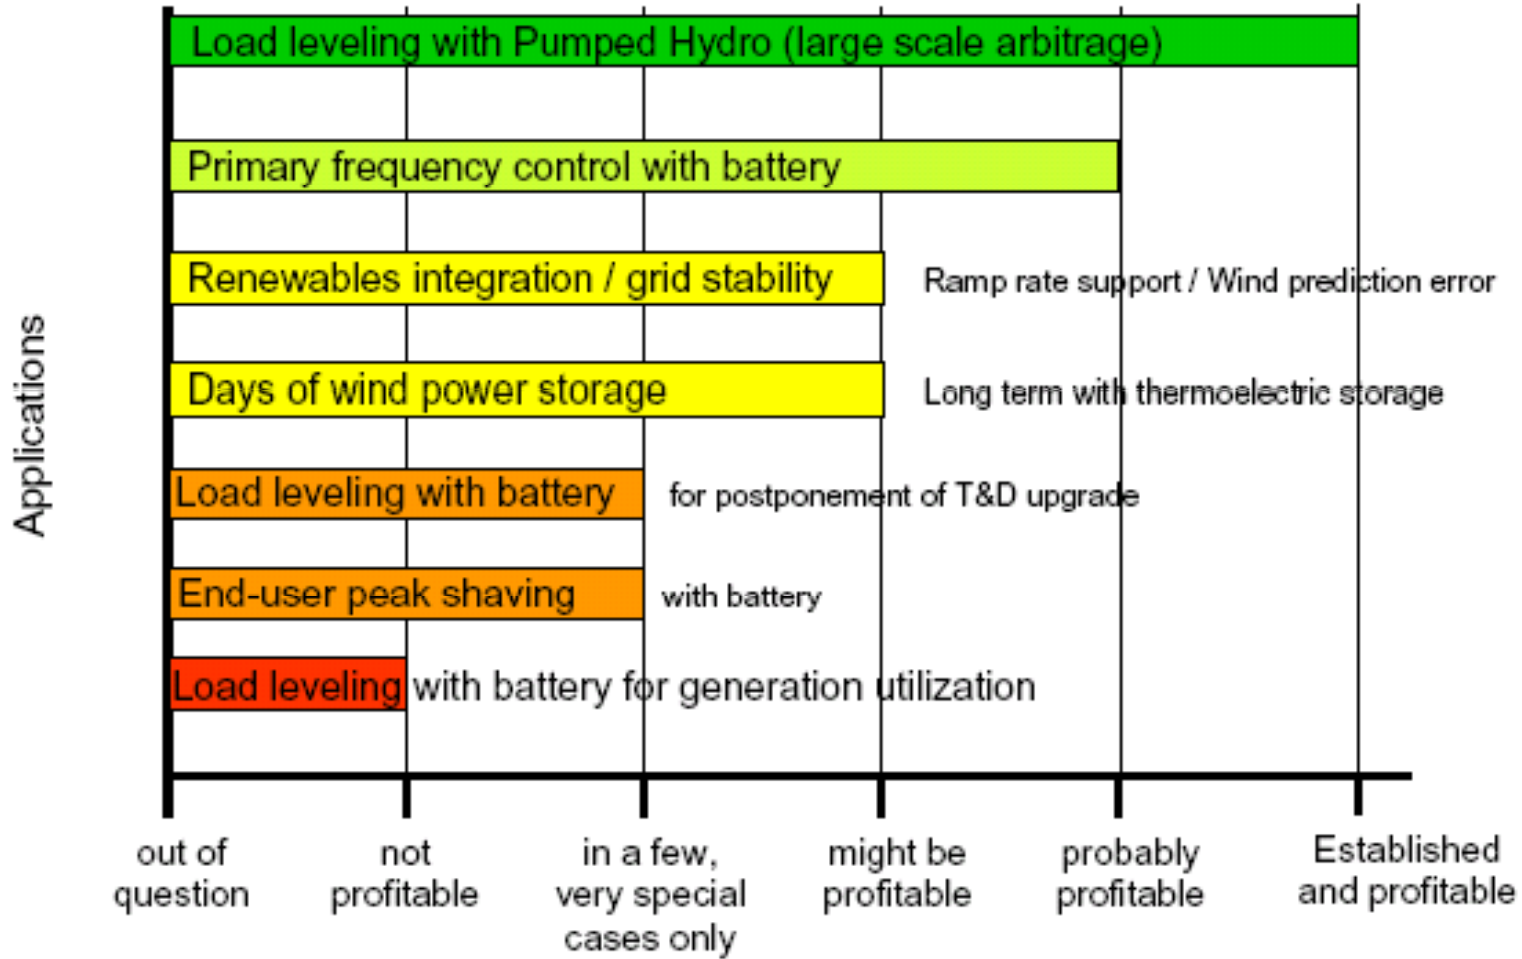 Load leveling with Pumped Hydro (large scale arbitrage)
Primary frequency control with battery
Renewables integration / grid stability Ramp rate support / Wind prediction error
Days of wind power storage Long term with thermoelectric storage
Load leveling with battery for postponement of T&D upgrade
End-user peak shaving with battery
Load leveling with battery for generation utilization
Applications
out of
question
not
profitable
in a few,
very special
cases only
might be
profitable
probably
profitable
Established
and profitable